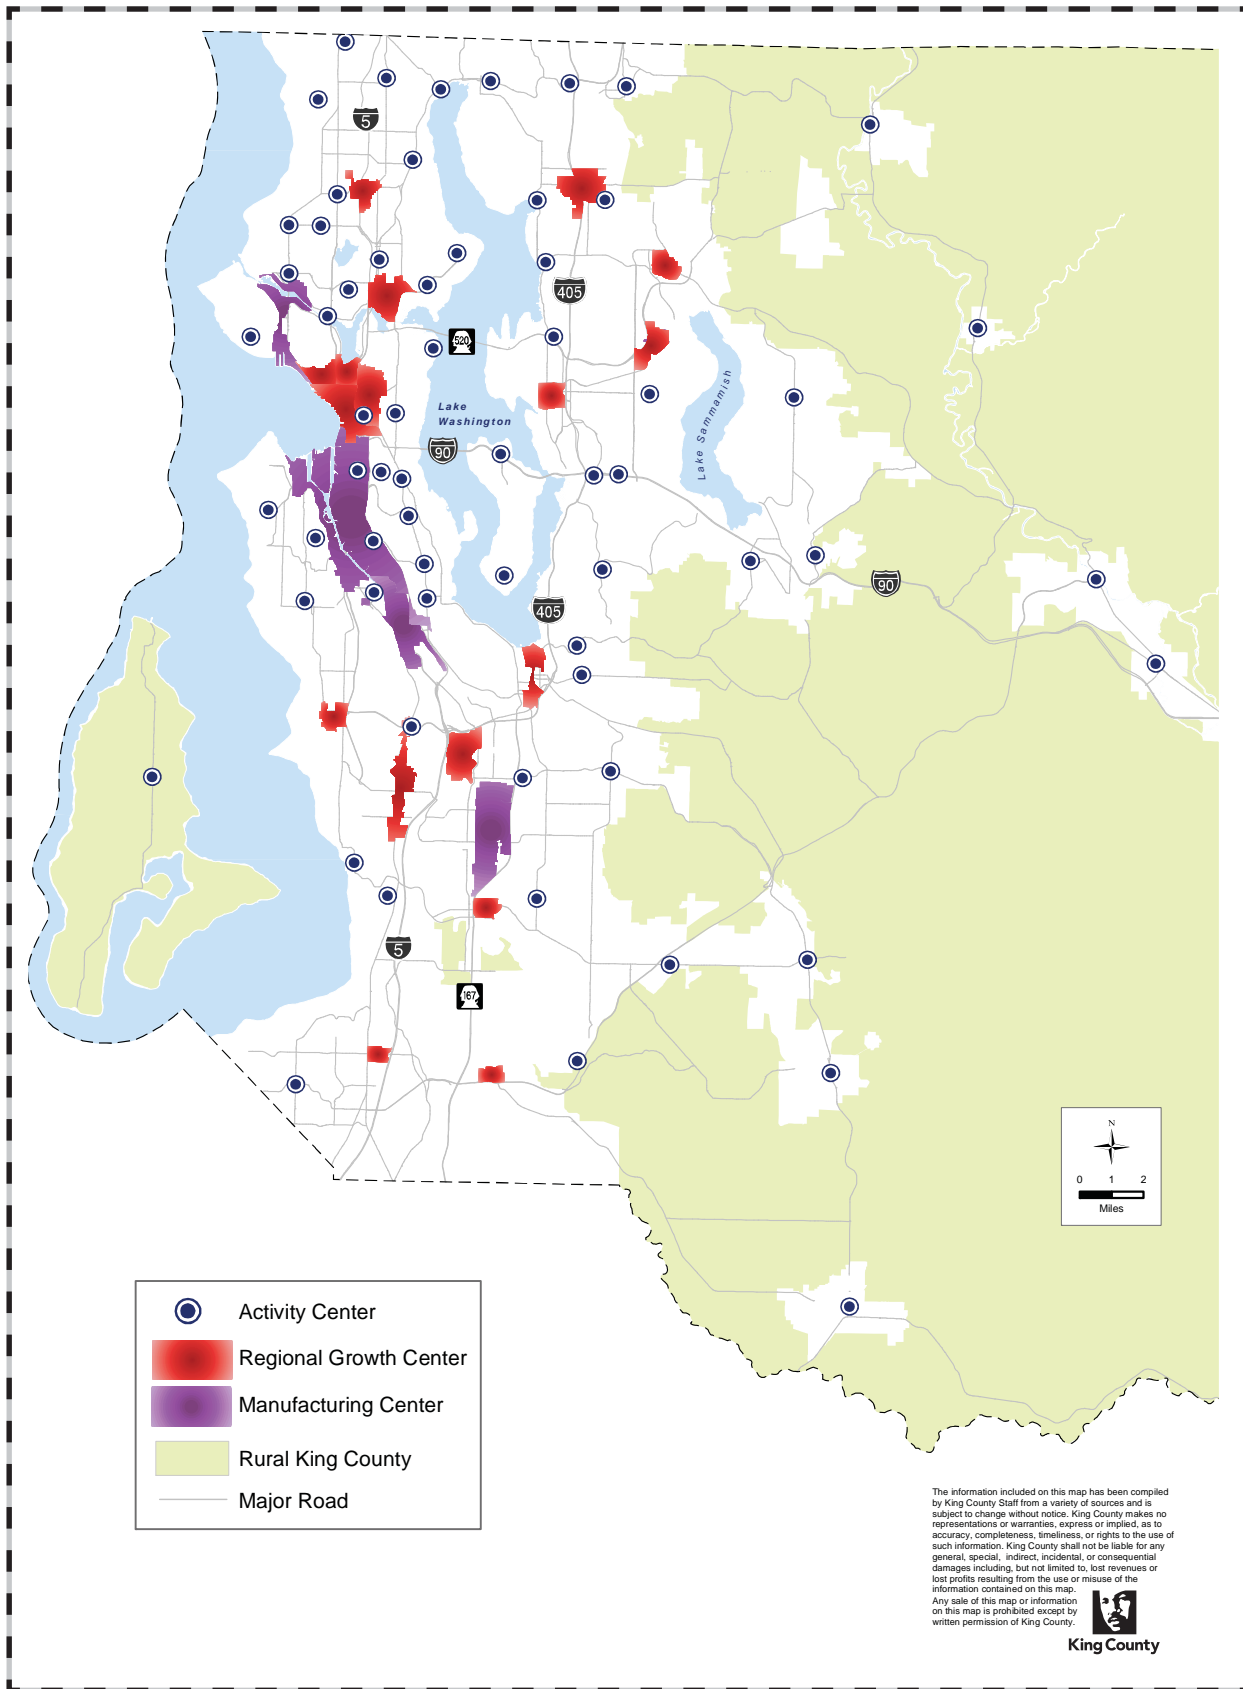 5
405
520
Lake
Washington
Lake Sammamish
90
90
405
5
167
N
0 1 2
Miles
Activity Center
Regional Growth Center
Manufacturing Center
Rural King County
Major Road
The information included on this map has been compiled
by King County Staff from a variety of sources and is
subject to change without notice. King County makes no
representations or warranties, express or implied, as to
accuracy, completeness, timeliness, or rights to the use of
such information. King County shall not be liable for any
general, special, indirect, incidental, or consequential
damages including, but not limited to, lost revenues or
lost profits resulting from the use or misuse of the
information contained on this map.
Any sale of this map or information
on this map is prohibited except by
written permission of King County.
King County